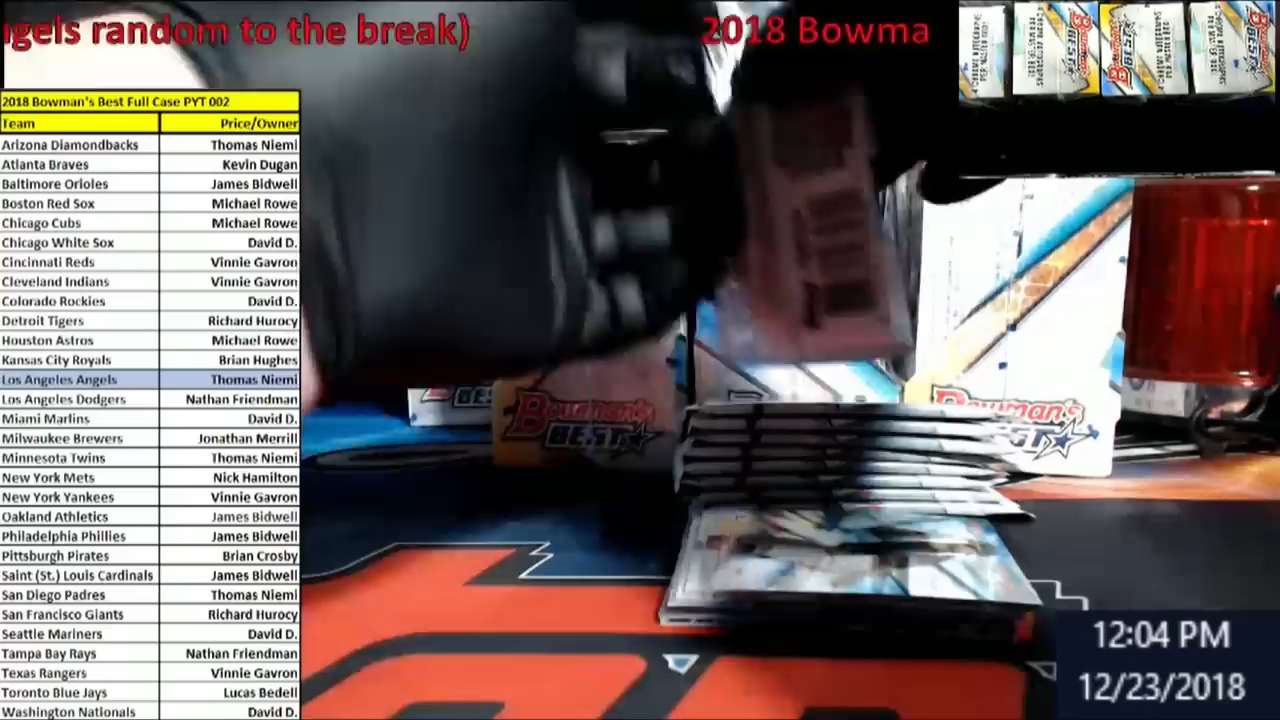 ngels random to the break)
2018 Bowma
2018 Bowman's Best Full Case PYT 002
Team Price/Owner
Arizona Diamondbacks Thomas Niemi
Atlanta Braves Kevin Dugan
Baltimore Orioles James Bidwell
Boston Red Sox Michael Rowe
Chicago Cubs Michael Rowe
Chicago White Sox David D.
Cincinnati Reds Vinnie Gavron
Cleveland Indians Vinnie Gavron
Colorado Rockies David D.
Detroit Tigers Richard Hurocy
Houston Astros Michael Rowe
Kansas City Royals Brian Hughes
Los Angeles Angels Thomas Niemi
Los Angeles Dodgers Nathan Friendman
Miami Marlins David D.
Milwaukee Brewers Jonathan Merrill
Minnesota Twins Thomas Niemi
New York Mets Nick Hamilton
New York Yankees Vinnie Gavron
Oakland Athletics James Bidwell
Philadelphia Phillies James Bidwell
Pittsburgh Pirates Brian Crosby
Saint (St.) Louis Cardinals James Bidwell
San Diego Padres Thomas Niemi
San Francisco Giants Richard Hurocy
Seattle Mariners David D.
Tampa Bay Rays Nathan Friendman
Texas Rangers Vinnie Gavron
Toronto Blue Jays Lucas Bedell
Washington Nationals David D.
Bowman's
BEST
Bowman's
12:04 PM
12/23/2018